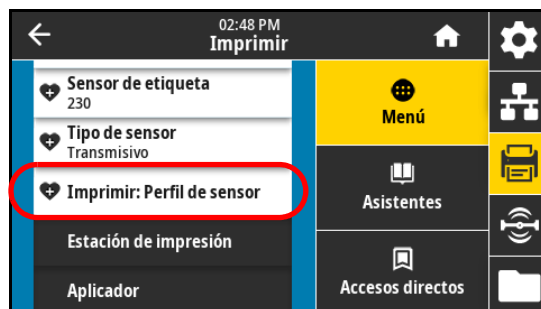 02:48 PM
Imprimir
Sensor de etiqueta
230
Tipo de sensor
Transmisivo
Imprimir: Perfil de sensor
Estación de impresión
Aplicador
Menú
Asistentes
Accesos directos